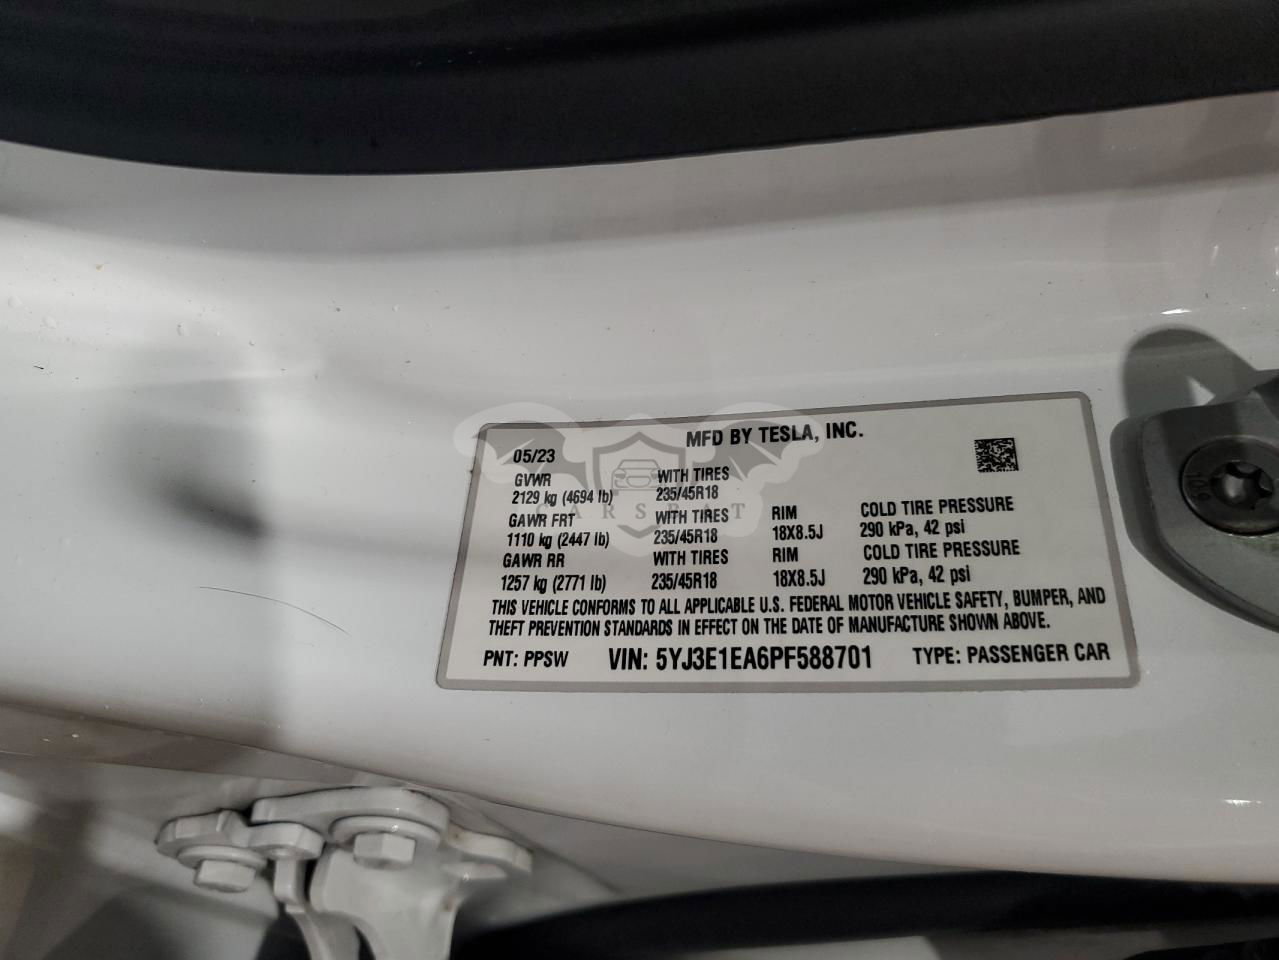 MFD BY TESLA, INC.
05/23
GVWR WITH TIRES
2129 kg (4694 lb) 235/45R18
GAWR FRT WITH TIRES RIM COLD TIRE PRESSURE
1110 kg (2447 lb) 235/45R18 18X8.5J 290 kPa, 42 psi
GAWR RR WITH TIRES RIM COLD TIRE PRESSURE
1257 kg (2771 lb) 235/45R18 18X8.5J 290 kPa, 42 psi
THIS VEHICLE CONFORMS TO ALL APPLICABLE U.S. FEDERAL MOTOR VEHICLE SAFETY, BUMPER, AND
THEFT PREVENTION STANDARDS IN EFFECT ON THE DATE OF MANUFACTURE SHOWN ABOVE.
PNT: PPSW VIN: 5YJ3E1EA6PF588701 TYPE: PASSENGER CAR
CARSBAT